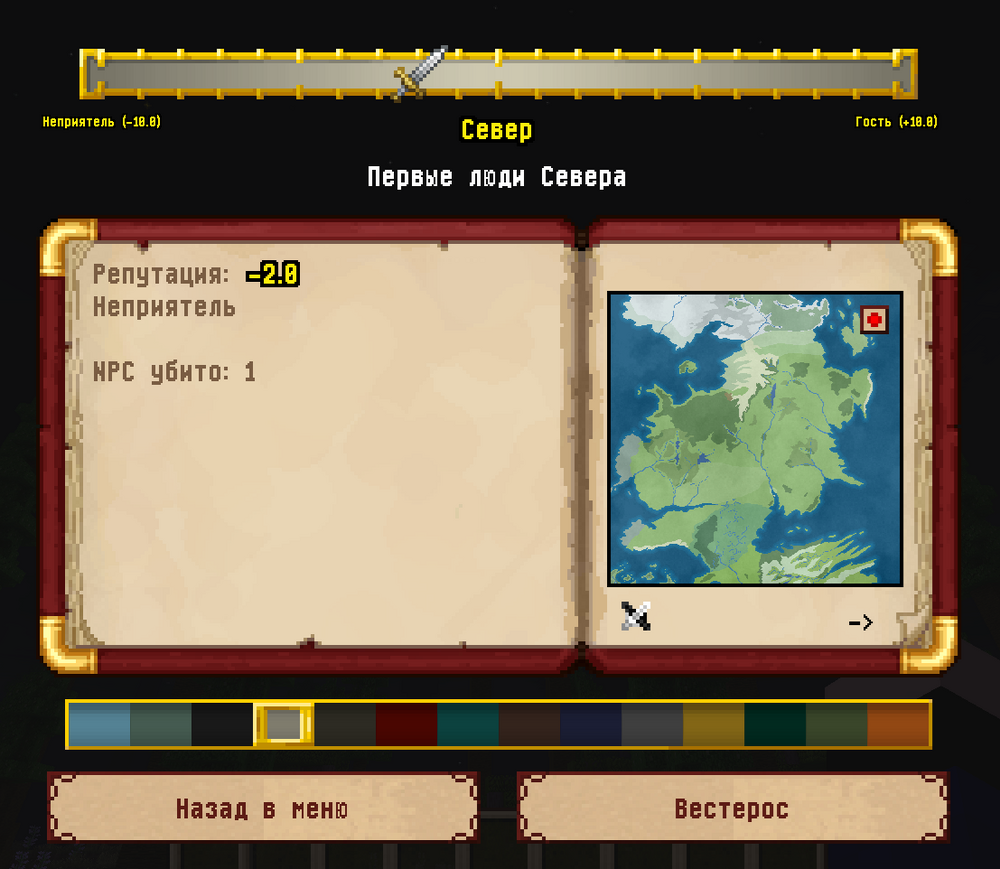 Неприятель (-10.0)
Гость (+10.0)
Север
Первые люди Севера
Репутация: -2.0
Неприятель
NPC убито: 1
->
Назад в меню
Вестерос